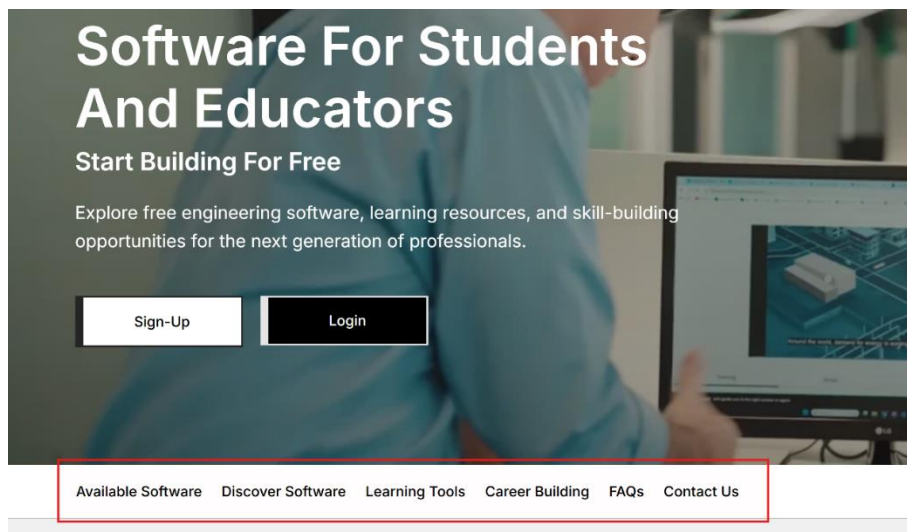 Software For Students
And Educators
Start Building For Free
Explore free engineering software, learning resources, and skill-building
opportunities for the next generation of professionals.
Sign-Up Login
Available Software Discover Software Learning Tools Career Building FAQs Contact Us